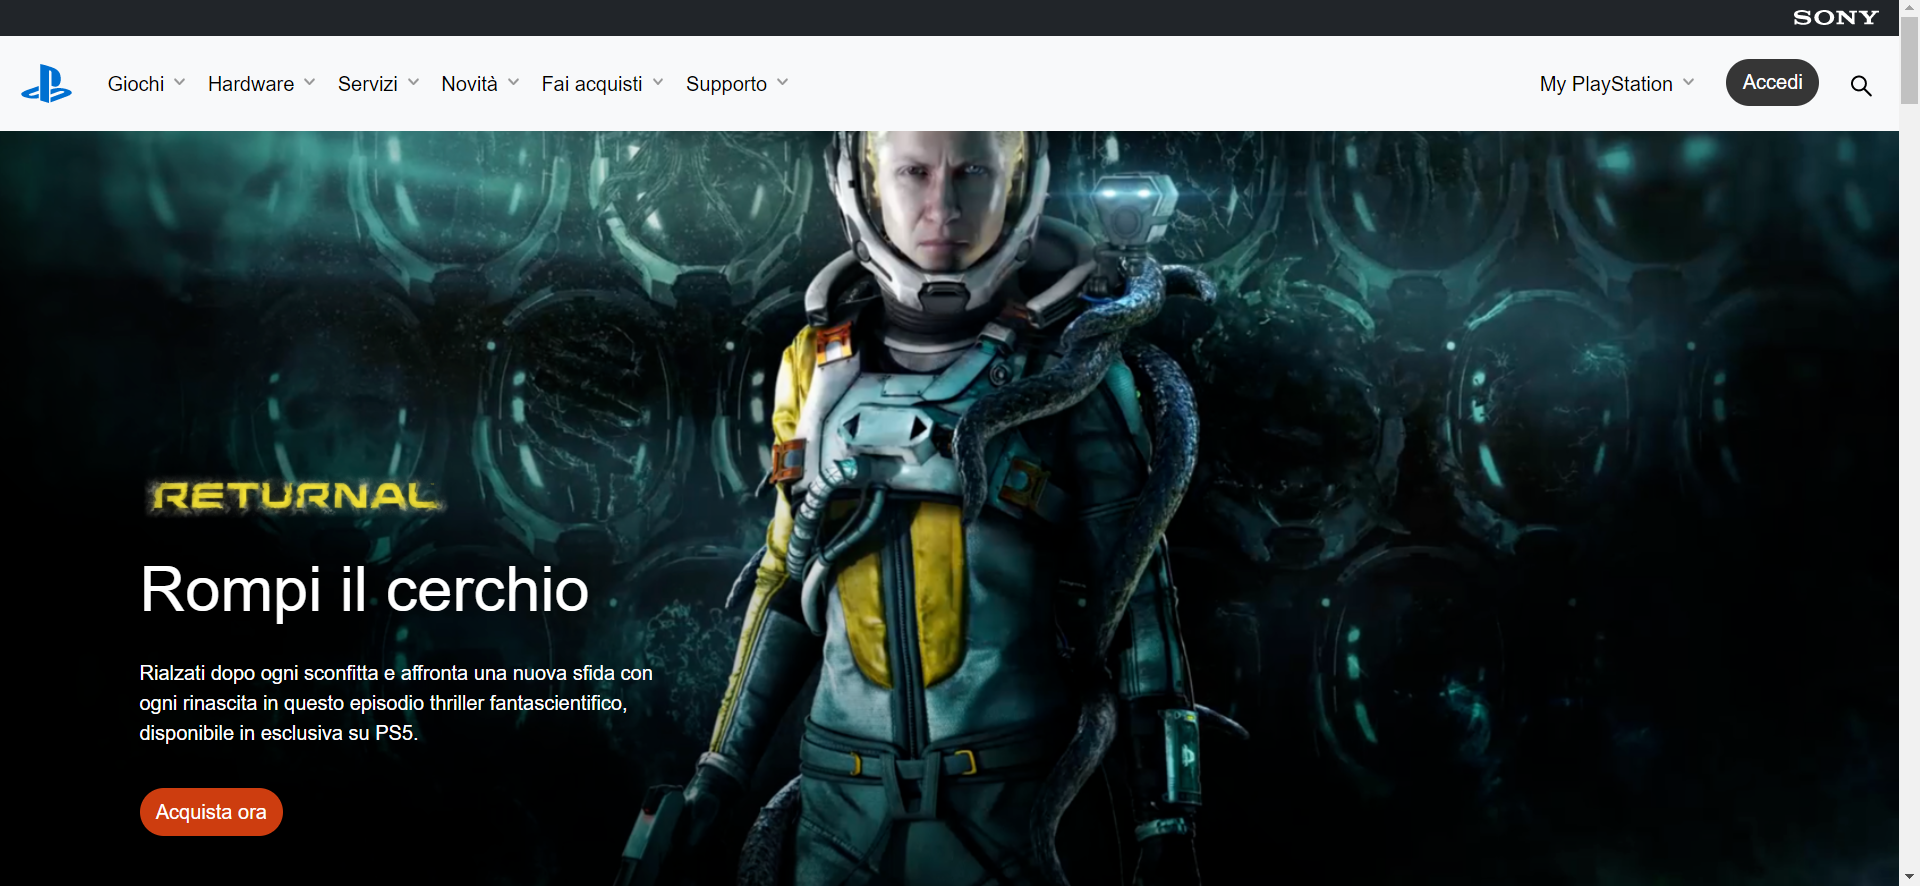 SONY
Giochi Hardware Servizi Novità Fai acquisti Supporto My PlayStation Accedi
RETURNAL
Rompi il cerchio
Rialzati dopo ogni sconfitta e affronta una nuova sfida con
ogni rinascita in questo episodio thriller fantascientifico,
disponibile in esclusiva su PS5.
Acquista ora